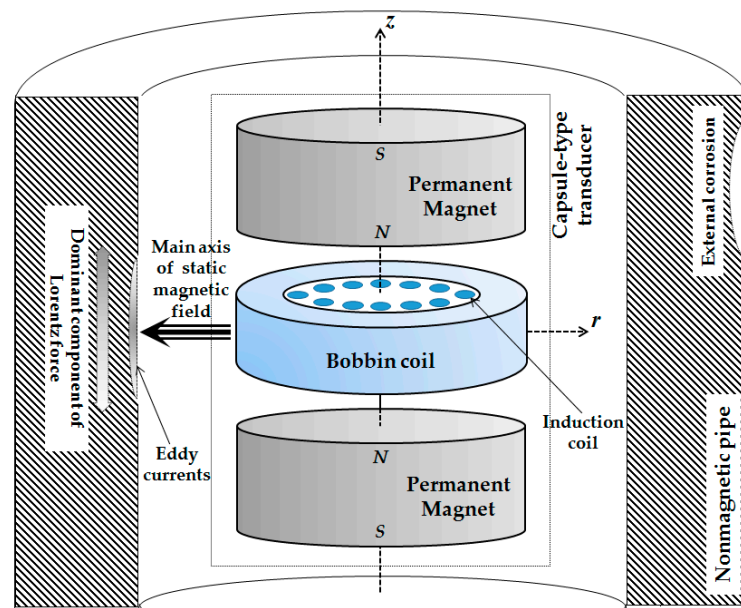 z
S
Permanent
Magnet
N
Capsule-type
transducer
External corrosion
Main axis
of static
magnetic
field
Dominant component of
Lorentz force
r
Bobbin coil
Induction
coil
Eddy
currents
N
Permanent
Magnet
S
Nonmagnetic pipe